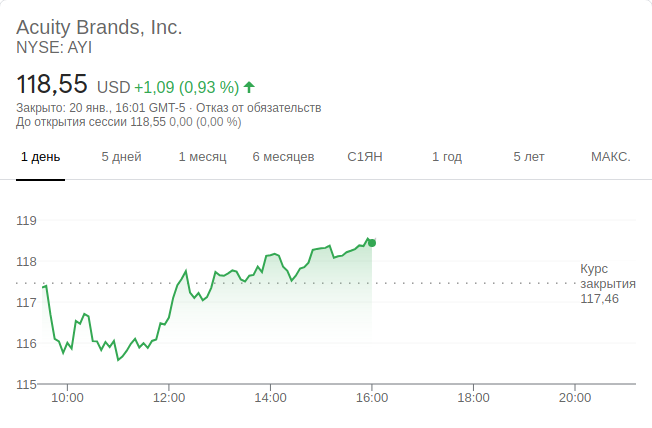 Acuity Brands, Inc.
NYSE: AYI
118,55 USD +1,09 (0,93 %)
Закрыто: 20 янв., 16:01 GMT-5 · Отказ от обязательств
До открытия сессии 118,55 0,00 (0,00 %)
1 день 5 дней 1 месяц 6 месяцев С1ЯН 1 год 5 лет МАКС.
119
118
117
116
115
Курс
закрытия
117,46
10:00 12:00 14:00 16:00 18:00 20:00